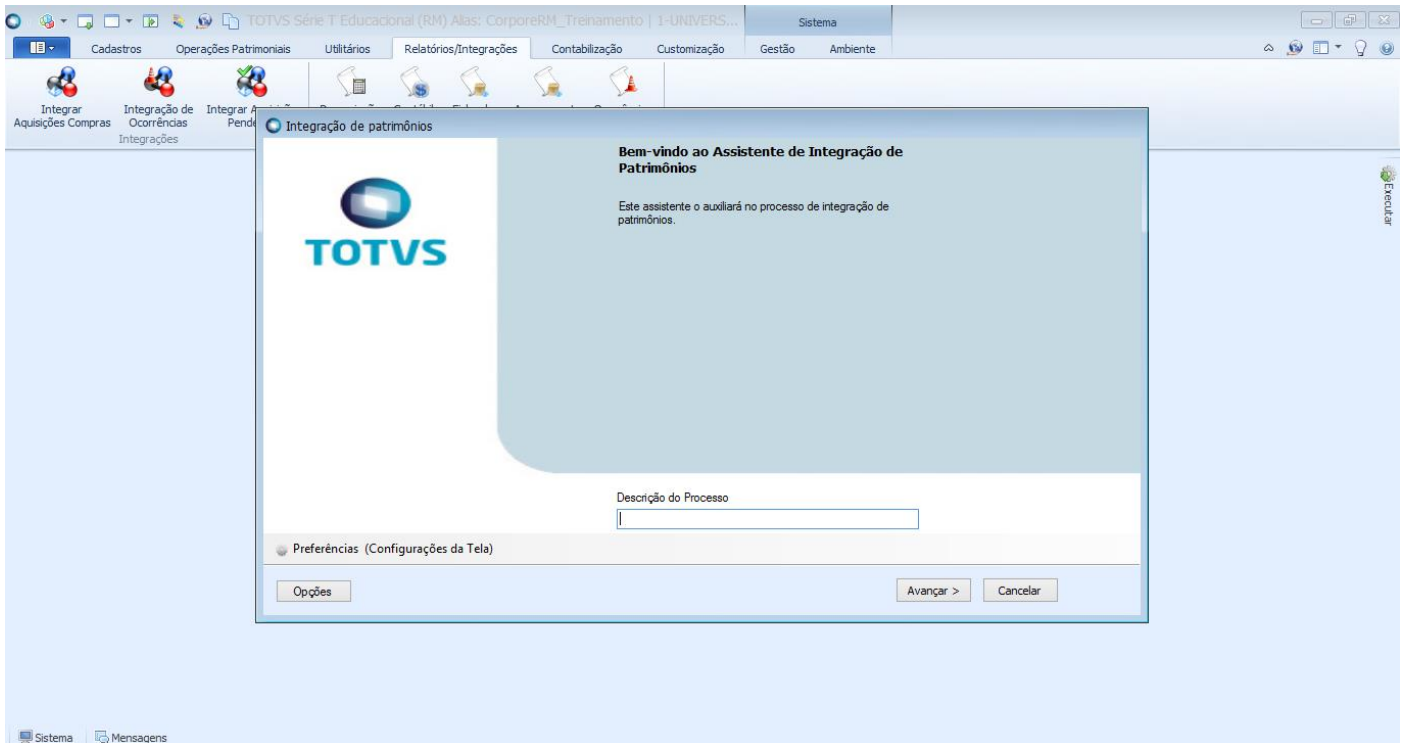 TOTVS Série T Educacional (RM) Alias: CorporeRM_Treinamento | 1-UNIVERS...
Sistema
Cadastros Operações Patrimoniais Utilitários Relatórios/Integrações Contabilização Customização Gestão Ambiente
Integrar
Aquisições Compras
Integração de
Ocorrências
Integrar
Integrações
Executar
Integração de patrimônios
Bem-vindo ao Assistente de Integração de
Patrimônios
Este assistente o auxiliará no processo de integração de
patrimônios.
TOTVS
Descrição do Processo
Preferências (Configurações da Tela)
Opções
Avançar >
Cancelar
Sistema Mensagens